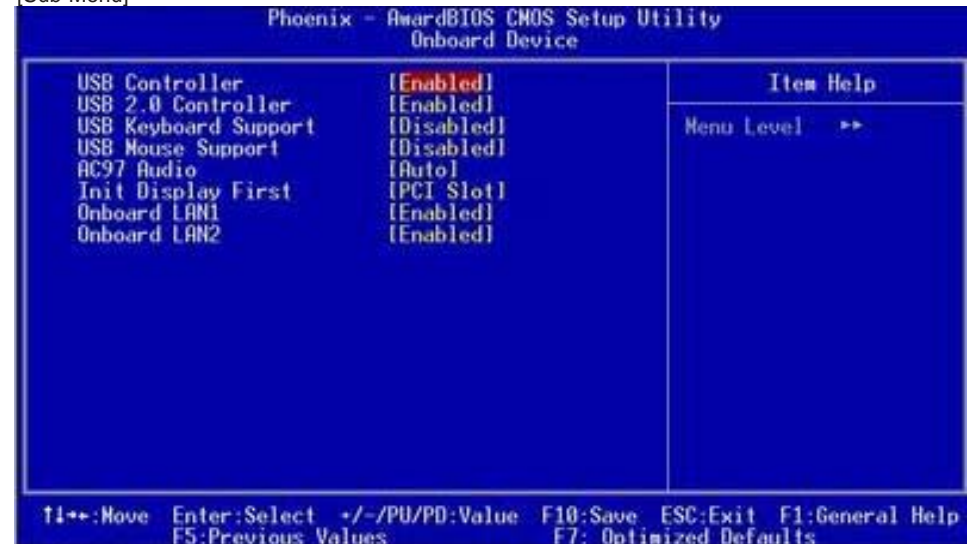 [Sub Menu]
Phoenix - AwardBIOS CMOS Setup Utility
Onboard Device
USB Controller [Enabled]
USB 2.0 Controller [Enabled]
USB Keyboard Support [Disabled]
USB Mouse Support [Disabled]
AC97 Audio [Auto]
Init Display First [PCI Slot]
Onboard LAN1 [Enabled]
Onboard LAN2 [Enabled]
Item Help
Menu Level ►►
↑↓→←:Move Enter:Select +/-/PU/PD:Value F10:Save ESC:Exit F1:General Help
F5:Previous Values F7: Optimized Defaults